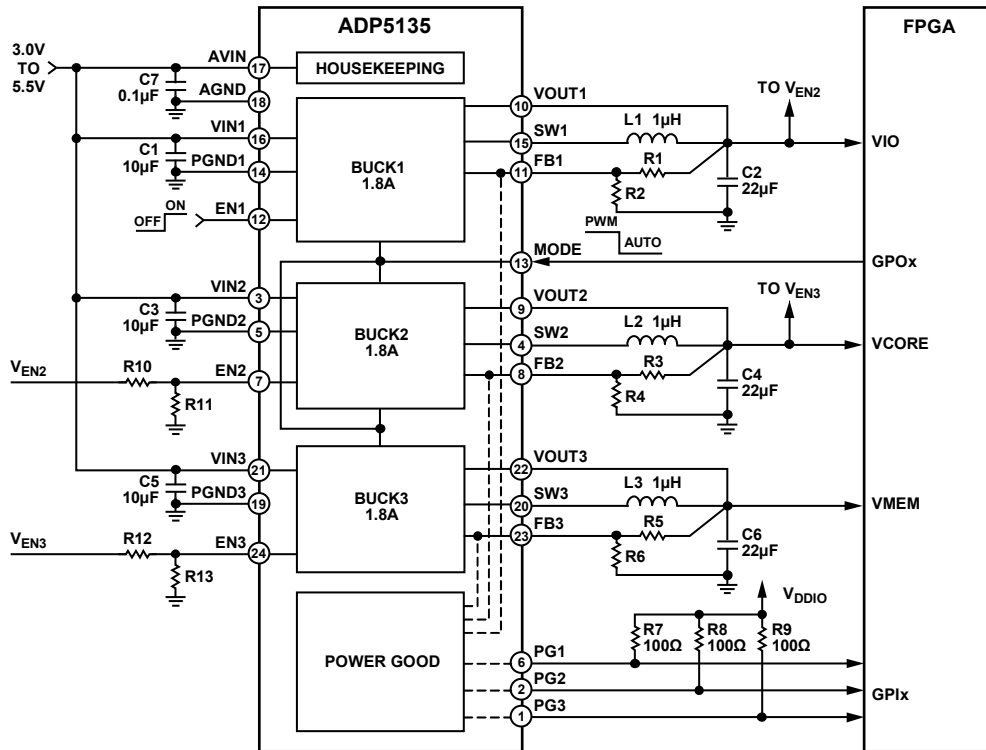 ADP5135
FPGA
3.0V
TO
5.5V
AVIN
17
HOUSEKEEPING
C7
0.1µF
AGND
18
VIN1
16
C1
10µF
PGND1
14
BUCK1
1.8A
OFF
ON
EN1
12
10
VOUT1
15
SW1
11
FB1
L1 1µH
R1
R2
TO VEN2
C2
22µF
VIO
PWM
AUTO
13
MODE
GPOx
VIN2
3
C3
10µF
PGND2
5
BUCK2
1.8A
VEN2
R10
EN2
7
R11
9
VOUT2
4
SW2
8
FB2
L2 1µH
R3
R4
TO VEN3
C4
22µF
VCORE
VIN3
21
C5
10µF
PGND3
19
BUCK3
1.8A
VEN3
R12
EN3
24
R13
22
VOUT3
20
SW3
23
FB3
L3 1µH
R5
R6
C6
22µF
VMEM
VDDIO
R7
100Ω
R8
100Ω
R9
100Ω
POWER GOOD
6
PG1
2
PG2
1
PG3
GPIx